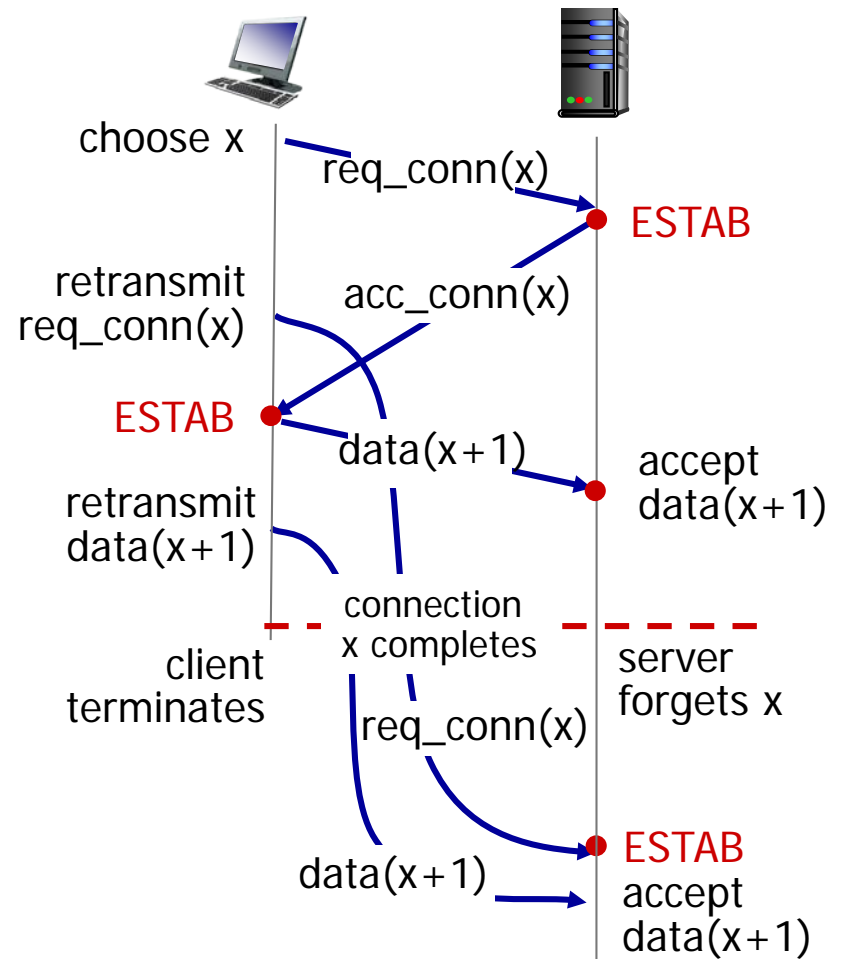 choose x
req_conn(x)
ESTAB
retransmit
req_conn(x)
acc_conn(x)
ESTAB
data(x+1)
accept
data(x+1)
retransmit
data(x+1)
connection
x completes
client
terminates
server
forgets x
req_conn(x)
ESTAB
data(x+1)
accept
data(x+1)